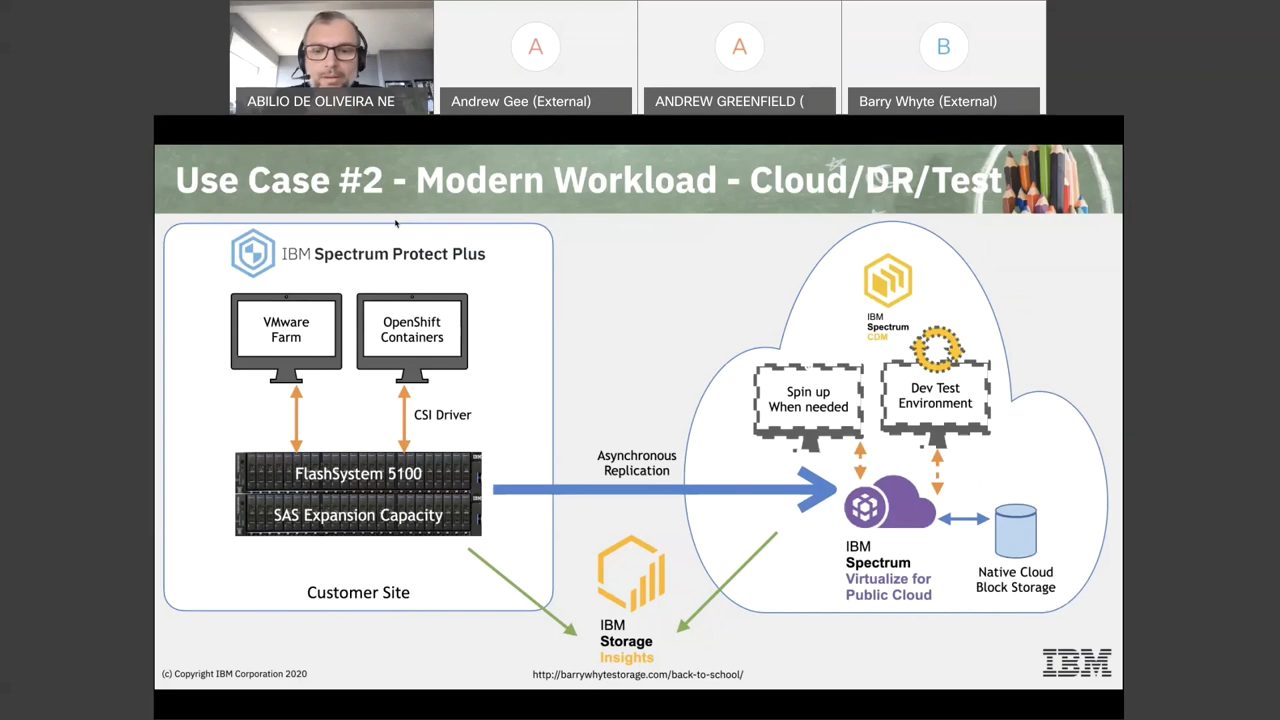 A
A
B
ABILIO DE OLIVEIRA NE
Andrew Gee (External)
ANDREW GREENFIELD (
Barry Whyte (External)
Use Case #2 - Modern Workload - Cloud/DR/Test
IBM Spectrum Protect Plus
VMware
Farm
OpenShift
Containers
CSI Driver
FlashSystem 5100
SAS Expansion Capacity
Customer Site
Asynchronous
Replication
IBM
Spectrum
CDM
Spin up
When needed
Dev Test
Environment
IBM
Spectrum
Virtualize for
Public Cloud
Native Cloud
Block Storage
IBM
Storage
Insights
(c) Copyright IBM Corporation 2020
http://barrywhytestorage.com/back-to-school/
IBM